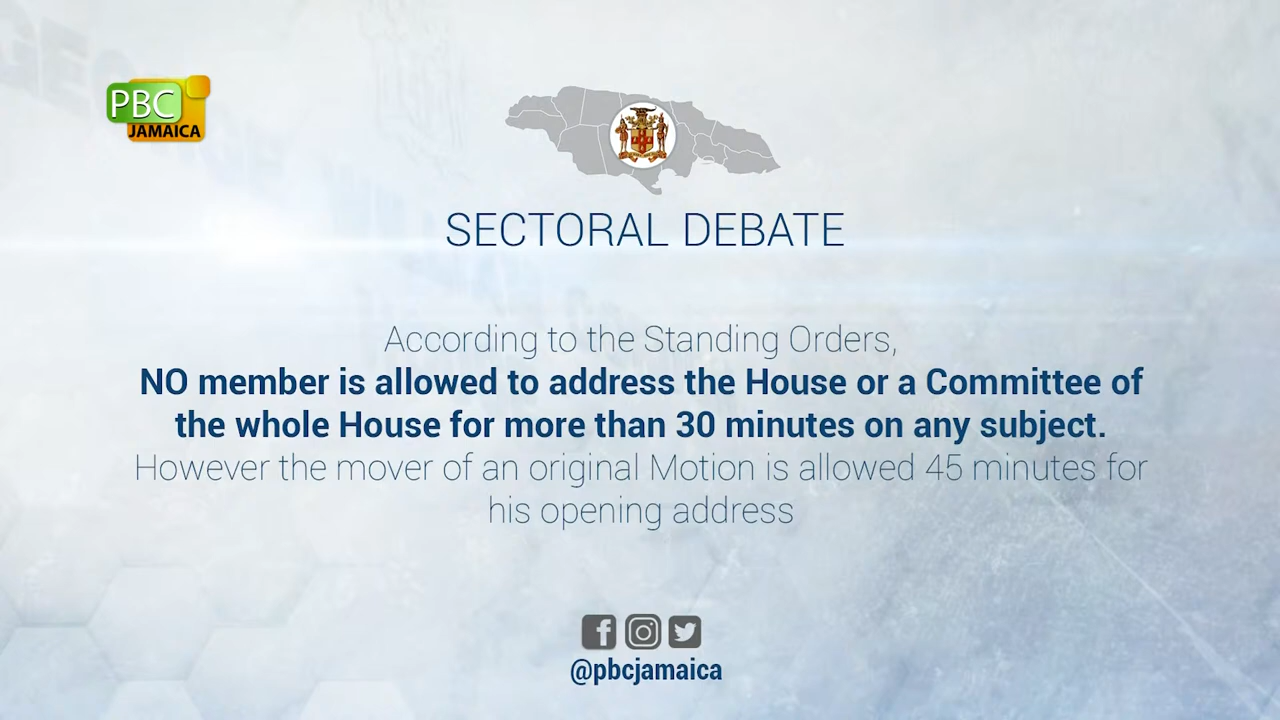 PBC
JAMAICA
SECTORAL DEBATE
According to the Standing Orders,
NO member is allowed to address the House or a Committee of
the whole House for more than 30 minutes on any subject.
However the mover of an original Motion is allowed 45 minutes for
his opening address
@pbcjamaica